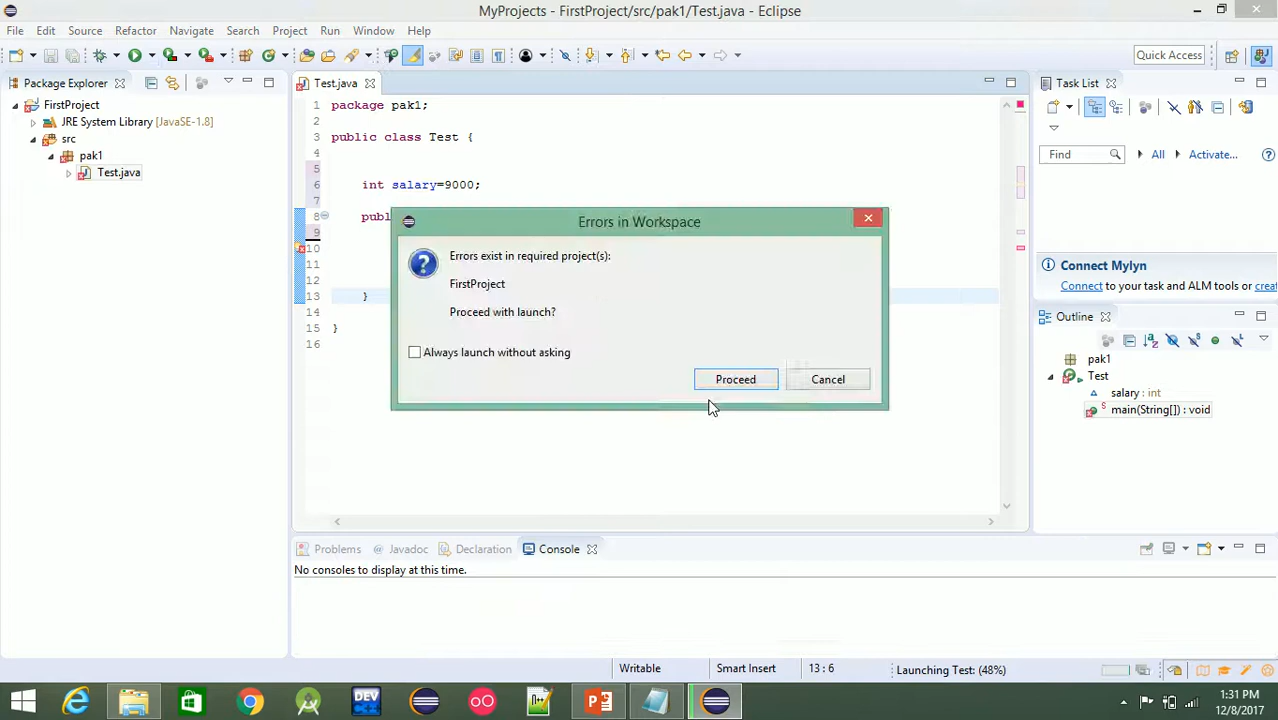 MyProjects - FirstProject/src/pak1/Test.java - Eclipse
File Edit Source Refactor Navigate Search Project Run Window Help
Quick Access
Package Explorer
FirstProject
JRE System Library [JavaSE-1.8]
src
pak1
Test.java
Test.java
1 package pak1;
2
3 public class Test {
4
5
6 int salary=9000;
7
8 publ
9
10
11
12
13 }
14
15 }
16
Errors in Workspace
Errors exist in required project(s):
FirstProject
Proceed with launch?
Always launch without asking
Proceed Cancel
Task List
Find All Activate...
Connect Mylyn
Connect to your task and ALM tools or creat
Outline
pak1
Test
salary : int
main(String[]) : void
Problems Javadoc Declaration Console
No consoles to display at this time.
Writable Smart Insert 13 : 6 Launching Test: (48%)
DEV
1:31 PM
12/8/2017